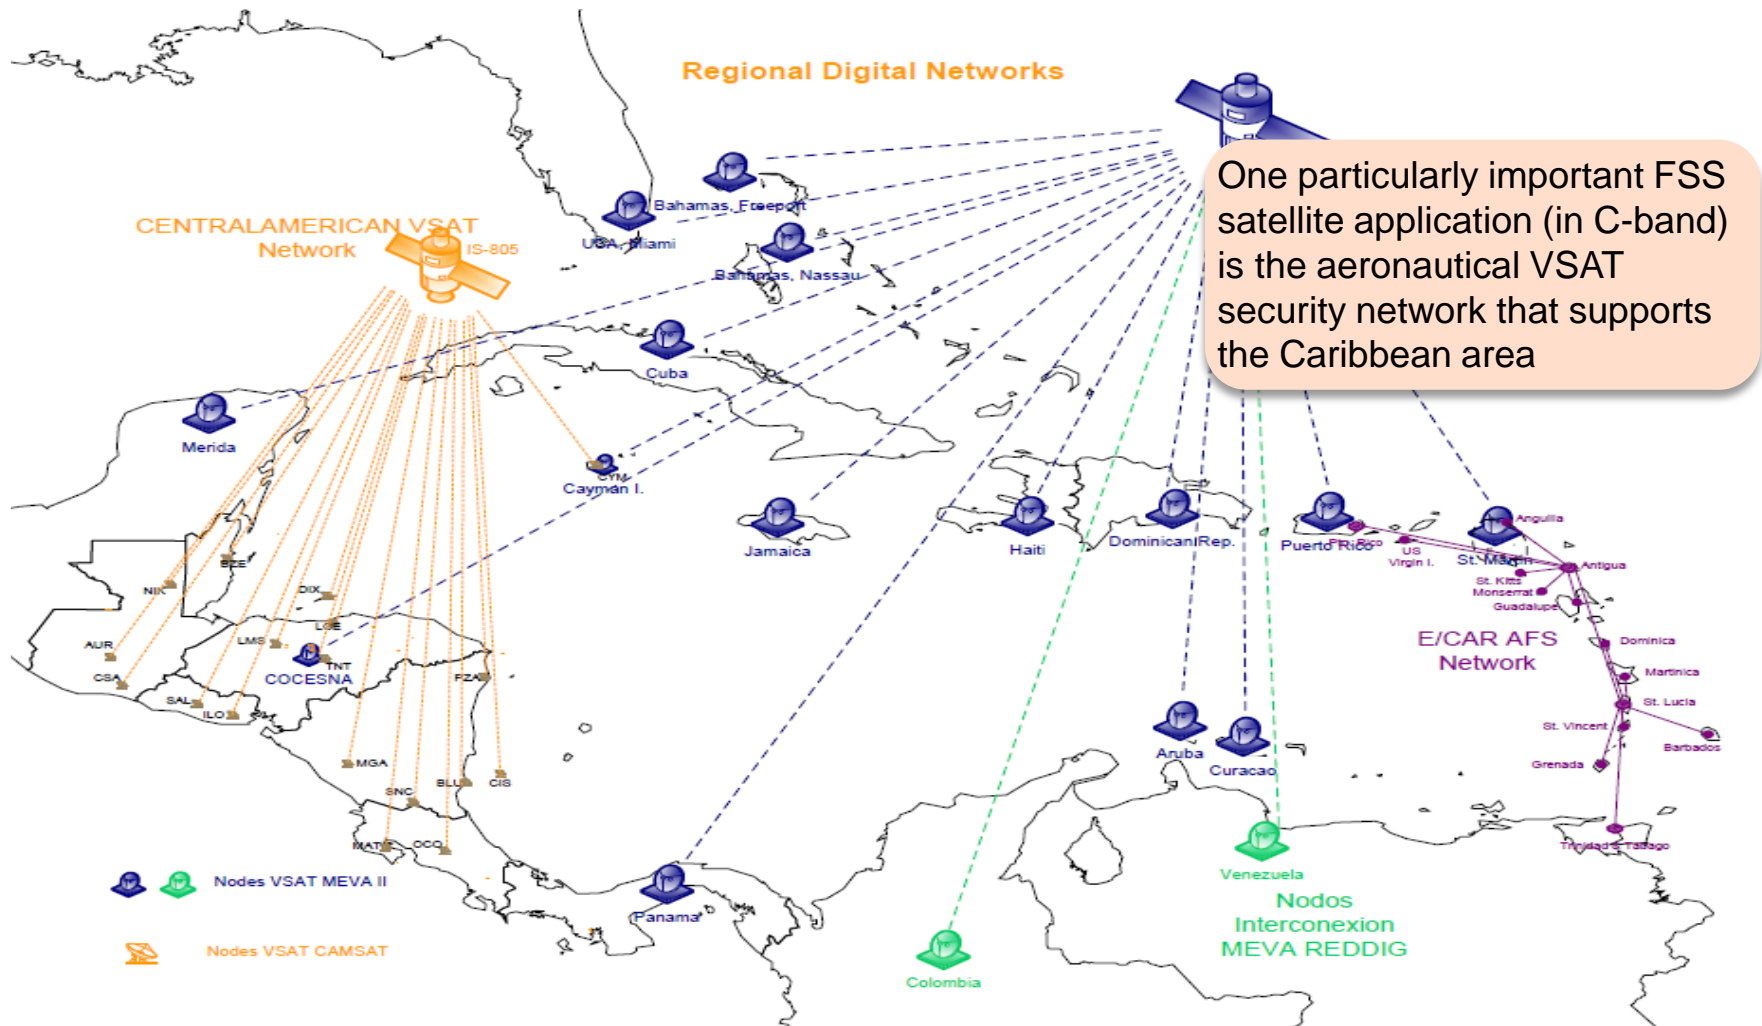 Regional Digital Networks
One particularly important FSS
satellite application (in C-band)
is the aeronautical VSAT
security network that supports
the Caribbean area
CENTRALAMERICAN VSAT
Network
IS-805
Bahamas, Freeport
USA, Miami
Bahamas, Nassau
Cuba
Merida
CYM
Cayman I.
Jamaica
Haiti
Dominican Rep.
Puerto Rico
Rico
US
Virgin I.
St. Martin
Anguilla
Antigua
St. Kitts
Monserrat
Guadalupe
E/CAR AFS
Network
Dominica
Martinica
St. Lucia
St. Vincent
Barbados
Grenada
Trinidad & Tabago
BZE
NIK
DIX
LCE
LMS
AUR
TNT
COCESNA
PZA
CSA
SAL
ILO
MGA
BLU
CIS
SNC
MAT
OCO
Aruba
Curacao
Venezuela
Nodos
Interconexion
MEVA REDDIG
Panama
Colombia
Nodes VSAT MEVA II
Nodes VSAT CAMSAT